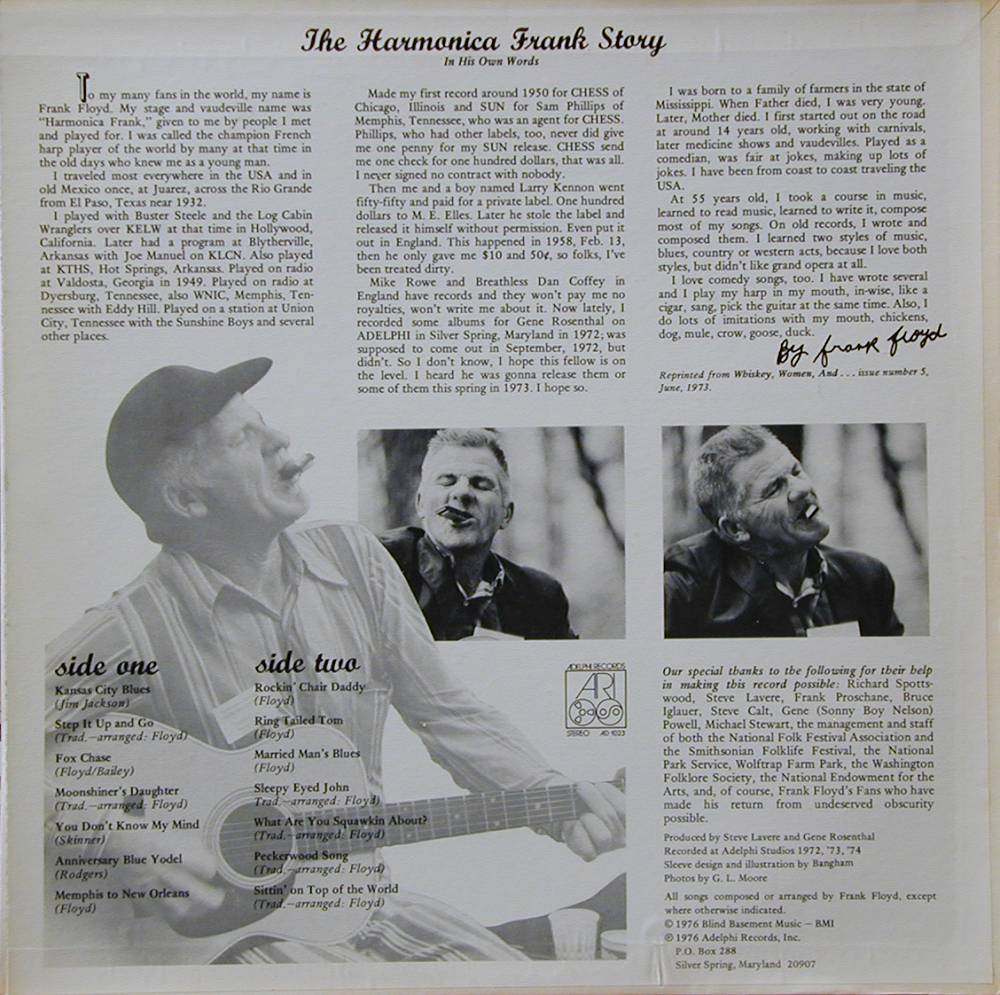 The Harmonica Frank Story
In His Own Words
To my many fans in the world, my name is
Frank Floyd. My stage and vaudeville name was
"Harmonica Frank," given to me by people I met
and played for. I was called the champion French
harp player of the world by many at that time in
the old days who knew me as a young man.
I traveled most everywhere in the USA and in
old Mexico once, at Juarez, across the Rio Grande
from El Paso, Texas near 1932.
I played with Buster Steele and the Log Cabin
Wranglers over KELW at that time in Hollywood,
California. Later had a program at Blytherville,
Arkansas with Joe Manuel on KLCN. Also played
at KTHS, Hot Springs, Arkansas. Played on radio
at Valdosta, Georgia in 1949. Played on radio at
Dyersburg, Tennessee, also WNIC, Memphis, Ten-
nessee with Eddy Hill. Played on a station at Union
City, Tennessee with the Sunshine Boys and several
other places.
Made my first record around 1950 for CHESS of
Chicago, Illinois and SUN for Sam Phillips of
Memphis, Tennessee, who was an agent for CHESS.
Phillips, who had other labels, too, never did give
me one penny for my SUN release. CHESS send
me one check for one hundred dollars, that was all.
I never signed no contract with nobody.
Then me and a boy named Larry Kennon went
fifty-fifty and paid for a private label. One hundred
dollars to M. E. Elles. Later he stole the label and
released it himself without permission. Even put it
out in England. This happened in 1958, Feb. 13,
then he only gave me $10 and 50¢, so folks, I've
been treated dirty.
Mike Rowe and Breathless Dan Coffey in
England have records and they won't pay me no
royalties, won't write me about it. Now lately, I
recorded some albums for Gene Rosenthal on
ADELPHI in Silver Spring, Maryland in 1972; was
supposed to come out in September, 1972, but
didn't. So I don't know, I hope this fellow is on
the level. I heard he was gonna release them or
some of them this spring in 1973. I hope so.
I was born to a family of farmers in the state of
Mississippi. When Father died, I was very young.
Later, Mother died. I first started out on the road
at around 14 years old, working with carnivals,
later medicine shows and vaudevilles. Played as a
comedian, was fair at jokes, making up lots of
jokes. I have been from coast to coast traveling the
USA.
At 55 years old, I took a course in music,
learned to read music, learned to write it, compose
most of my songs. On old records, I wrote and
composed them. I learned two styles of music,
blues, country or western acts, because I love both
styles, but didn't like grand opera at all.
I love comedy songs, too. I have wrote several
and I play my harp in my mouth, in-wise, like a
cigar, sang, pick the guitar at the same time. Also, I
do lots of imitations with my mouth, chickens,
dog, mule, crow, goose, duck.
By Frank Floyd
Reprinted from Whiskey, Women, And . . . issue number 5,
June, 1973.
side one
Kansas City Blues
(Jim Jackson)
Step It Up and Go
(Trad.—arranged: Floyd)
Fox Chase
(Floyd/Bailey)
Moonshiner's Daughter
(Trad.—arranged: Floyd)
You Don't Know My Mind
(Skinner)
Anniversary Blue Yodel
(Rodgers)
Memphis to New Orleans
(Floyd)
side two
Rockin' Chair Daddy
(Floyd)
Ring Tailed Tom
(Floyd)
Married Man's Blues
(Floyd)
Sleepy Eyed John
Trad.—arranged: Floyd)
What Are You Squawkin About?
(Trad.—arranged: Floyd)
Peckerwood Song
(Trad.—arranged: Floyd)
Sittin' on Top of the World
(Trad.—arranged: Floyd)
ADELPHI RECORDS
STEREO AD 1023
Our special thanks to the following for their help
in making this record possible: Richard Spotts-
wood, Steve Lavere, Frank Proschane, Bruce
Iglauer, Steve Calt, Gene (Sonny Boy Nelson)
Powell, Michael Stewart, the management and staff
of both the National Folk Festival Association and
the Smithsonian Folklife Festival, the National
Park Service, Wolftrap Farm Park, the Washington
Folklore Society, the National Endowment for the
Arts, and, of course, Frank Floyd's Fans who have
made his return from undeserved obscurity
possible.
Produced by Steve Lavere and Gene Rosenthal
Recorded at Adelphi Studios 1972, '73, '74
Sleeve design and illustration by Bangham
Photos by G. L. Moore
All songs composed or arranged by Frank Floyd, except
where otherwise indicated.
© 1976 Blind Basement Music – BMI
℗ 1976 Adelphi Records, Inc.
P.O. Box 288
Silver Spring, Maryland 20907